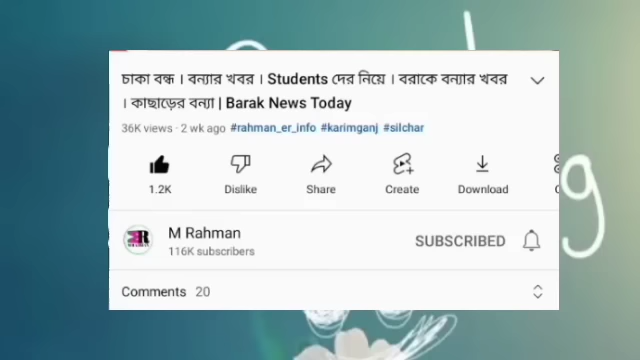 চাকা বন্ধ । বন্যার খবর । Students দের নিয়ে । বরাকে বন্যার খবর
। কাছাড়ের বন্যা | Barak News Today
36K views · 2 wk ago #rahman_er_info #karimganj #silchar
1.2K Dislike Share Create Download
M Rahman
116K subscribers
SUBSCRIBED
Comments 20